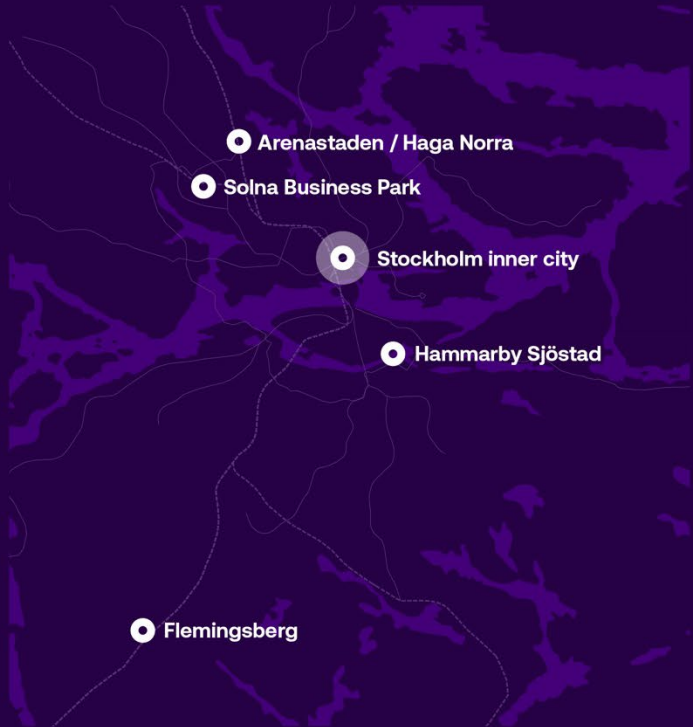 Arenastaden / Haga Norra
Solna Business Park
Stockholm inner city
Hammarby Sjöstad
Flemingsberg